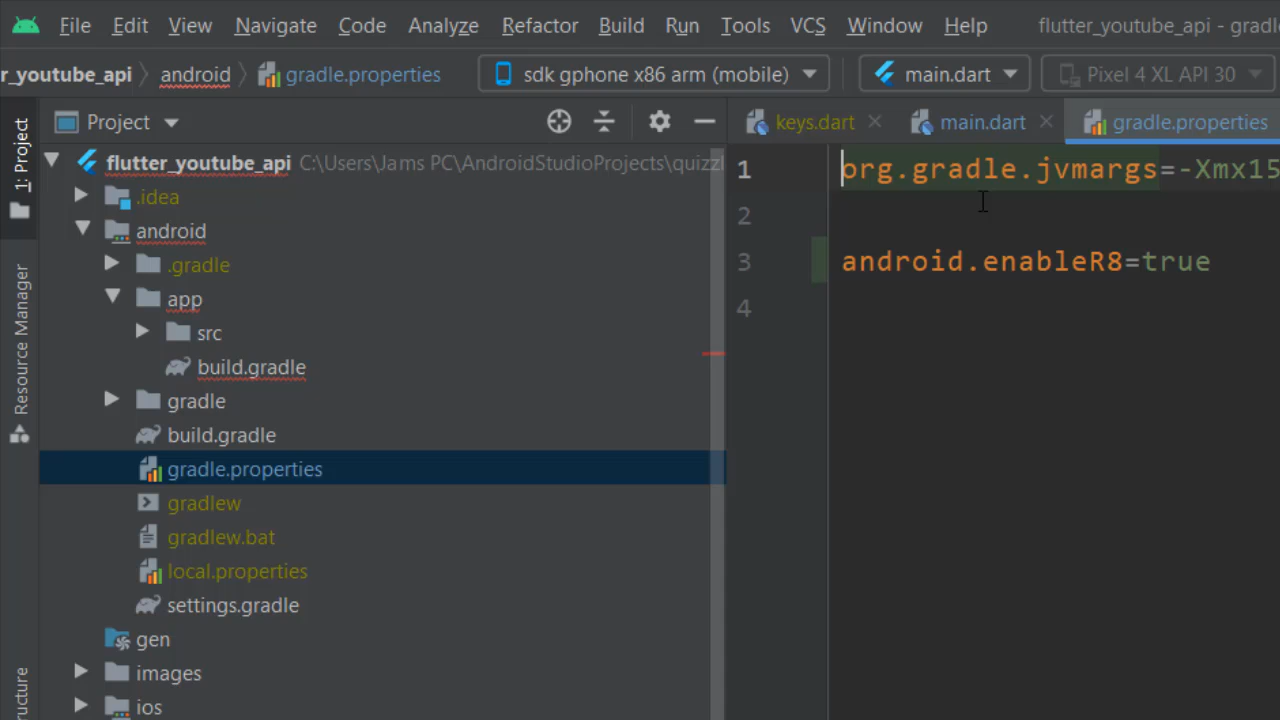 File Edit View Navigate Code Analyze Refactor Build Run Tools VCS Window Help flutter_youtube_api - gradle
r_youtube_api android gradle.properties sdk gphone x86 arm (mobile) main.dart Pixel 4 XL API 30
1: Project
Resource Manager
ucture
Project
keys.dart main.dart gradle.properties
flutter_youtube_api C:\Users\Jams PC\AndroidStudioProjects\quizzl
.idea
android
.gradle
app
src
build.gradle
gradle
build.gradle
gradle.properties
gradlew
gradlew.bat
local.properties
settings.gradle
gen
images
ios
1 org.gradle.jvmargs=-Xmx15
2
3 android.enableR8=true
4